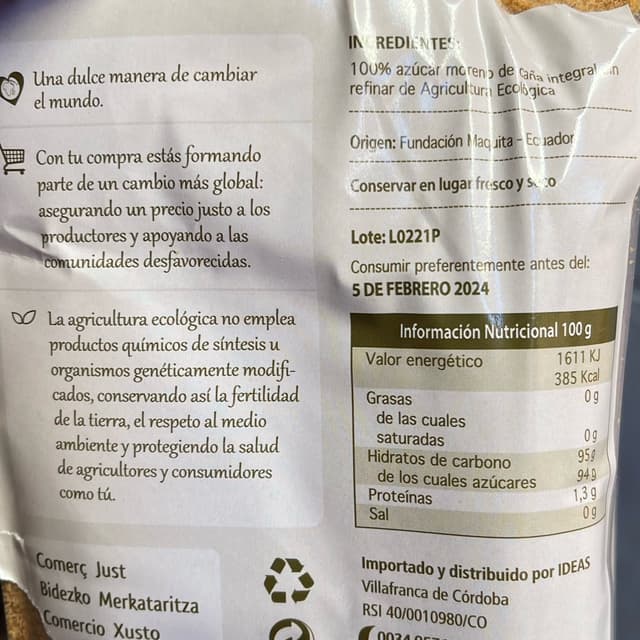 Una dulce manera de cambiar
el mundo.
Con tu compra estás formando
parte de un cambio más global:
asegurando un precio justo a los
productores y apoyando a las
comunidades desfavorecidas.
La agricultura ecológica no emplea
productos químicos de síntesis u
organismos genéticamente modifi-
cados, conservando así la fertilidad
de la tierra, el respeto al medio
ambiente y protegiendo la salud
de agricultores y consumidores
como tú.
Comerç Just
Bidezko Merkataritza
Comercio Xusto
INGREDIENTES:
100% azúcar moreno de caña integral sin
refinar de Agricultura Ecológica
Origen: Fundación Maquita - Ecuador
Conservar en lugar fresco y seco
Lote: L0221P
Consumir preferentemente antes del:
5 DE FEBRERO 2024
Información Nutricional 100 g
Valor energético 1611 KJ
385 Kcal
Grasas 0 g
de las cuales
saturadas 0 g
Hidratos de carbono 95 g
de los cuales azúcares 94 g
Proteínas 1,3 g
Sal 0 g
Importado y distribuido por IDEAS
Villafranca de Córdoba
RSI 40/0010980/CO